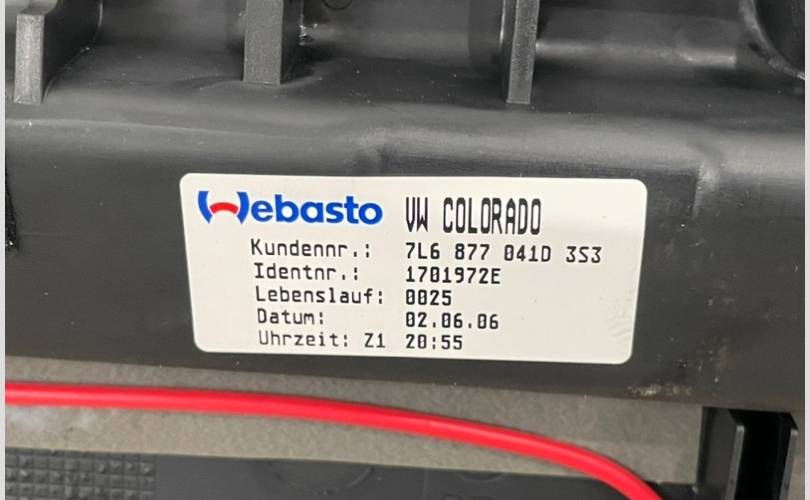 Webasto VW COLORADO
Kundennr.: 7L6 877 041D 3S3
Identnr.: 1701972E
Lebenslauf: 0025
Datum: 02.06.06
Uhrzeit: Z1 20:55